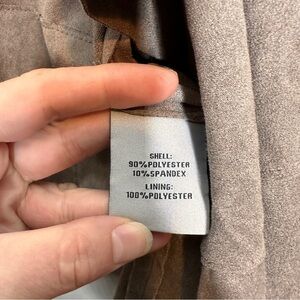 SHELL:
90%POLYESTER
10%SPANDEX
LINING:
100%POLYESTER